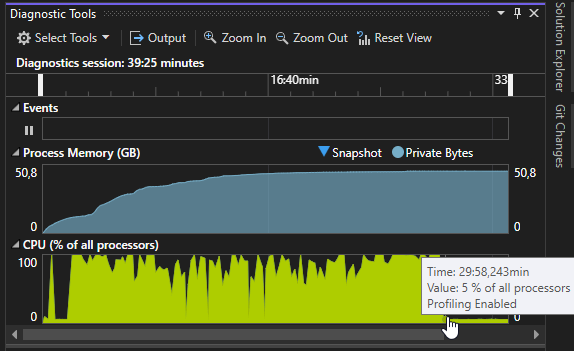 Diagnostic Tools
Select Tools Output Zoom In Zoom Out Reset View
Diagnostics session: 39:25 minutes
16:40min 33
Events
Process Memory (GB) Snapshot Private Bytes
50,8 50,8
0 0
CPU (% of all processors)
100
Time: 29:58,243min
Value: 5 % of all processors
Profiling Enabled
0 0
Solution Explorer
Git Changes